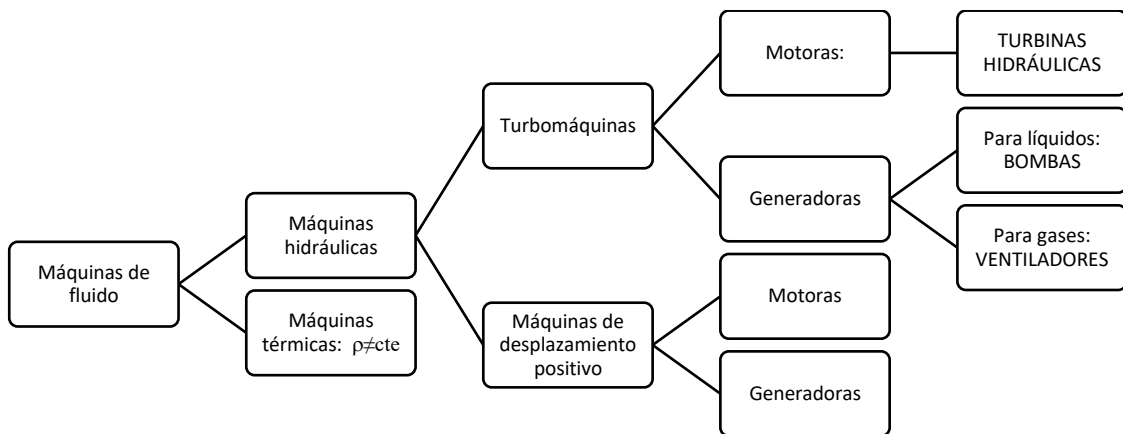 Máquinas de
fluido
Máquinas
hidráulicas
Turbomáquinas
Motoras:
TURBINAS
HIDRÁULICAS
Generadoras
Para líquidos:
BOMBAS
Para gases:
VENTILADORES
Máquinas de
desplazamiento
positivo
Motoras
Generadoras
Máquinas
térmicas: ρ≠cte